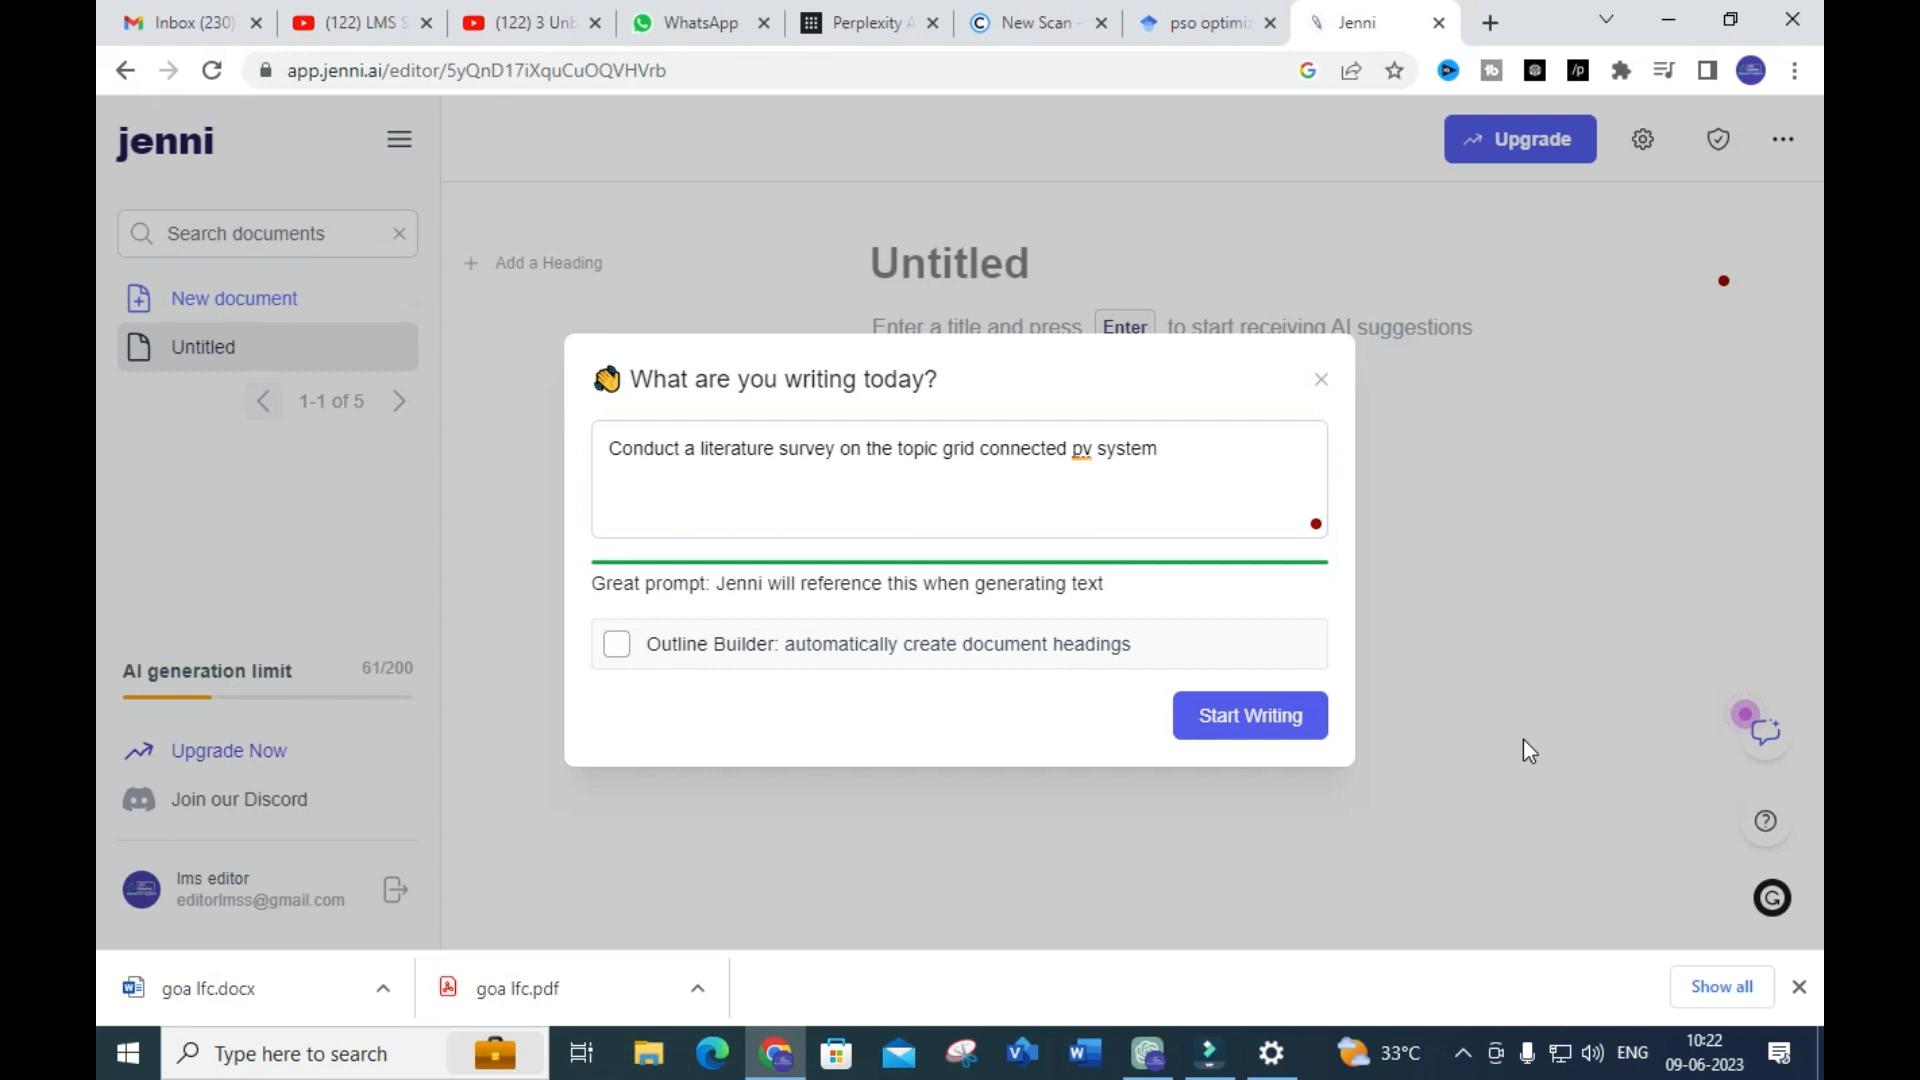 Inbox (230)
(122) LMS S
(122) 3 Unb
WhatsApp
Perplexity A
New Scan -
pso optimiz
Jenni
app.jenni.ai/editor/5yQnD17iXquCuOQVHVrb
jenni
Upgrade
Search documents
New document
Untitled
1-1 of 5
Add a Heading
Untitled
Enter a title and press Enter to start receiving AI suggestions
What are you writing today?
Conduct a literature survey on the topic grid connected pv system
Great prompt: Jenni will reference this when generating text
Outline Builder: automatically create document headings
Start Writing
AI generation limit 61/200
Upgrade Now
Join our Discord
lms editor
editorlmss@gmail.com
goa lfc.docx
goa lfc.pdf
Show all
Type here to search
33°C
ENG
10:22
09-06-2023